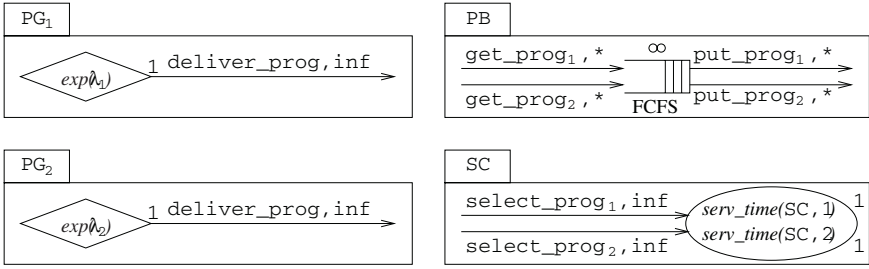 PG1
exp(λ1)
1 deliver_prog,inf
PB
get_prog1,* ∞ put_prog1,*
get_prog2,* FCFS put_prog2,*
PG2
exp(λ2)
1 deliver_prog,inf
SC
select_prog1,inf serv_time(SC,1) 1
select_prog2,inf serv_time(SC,2) 1